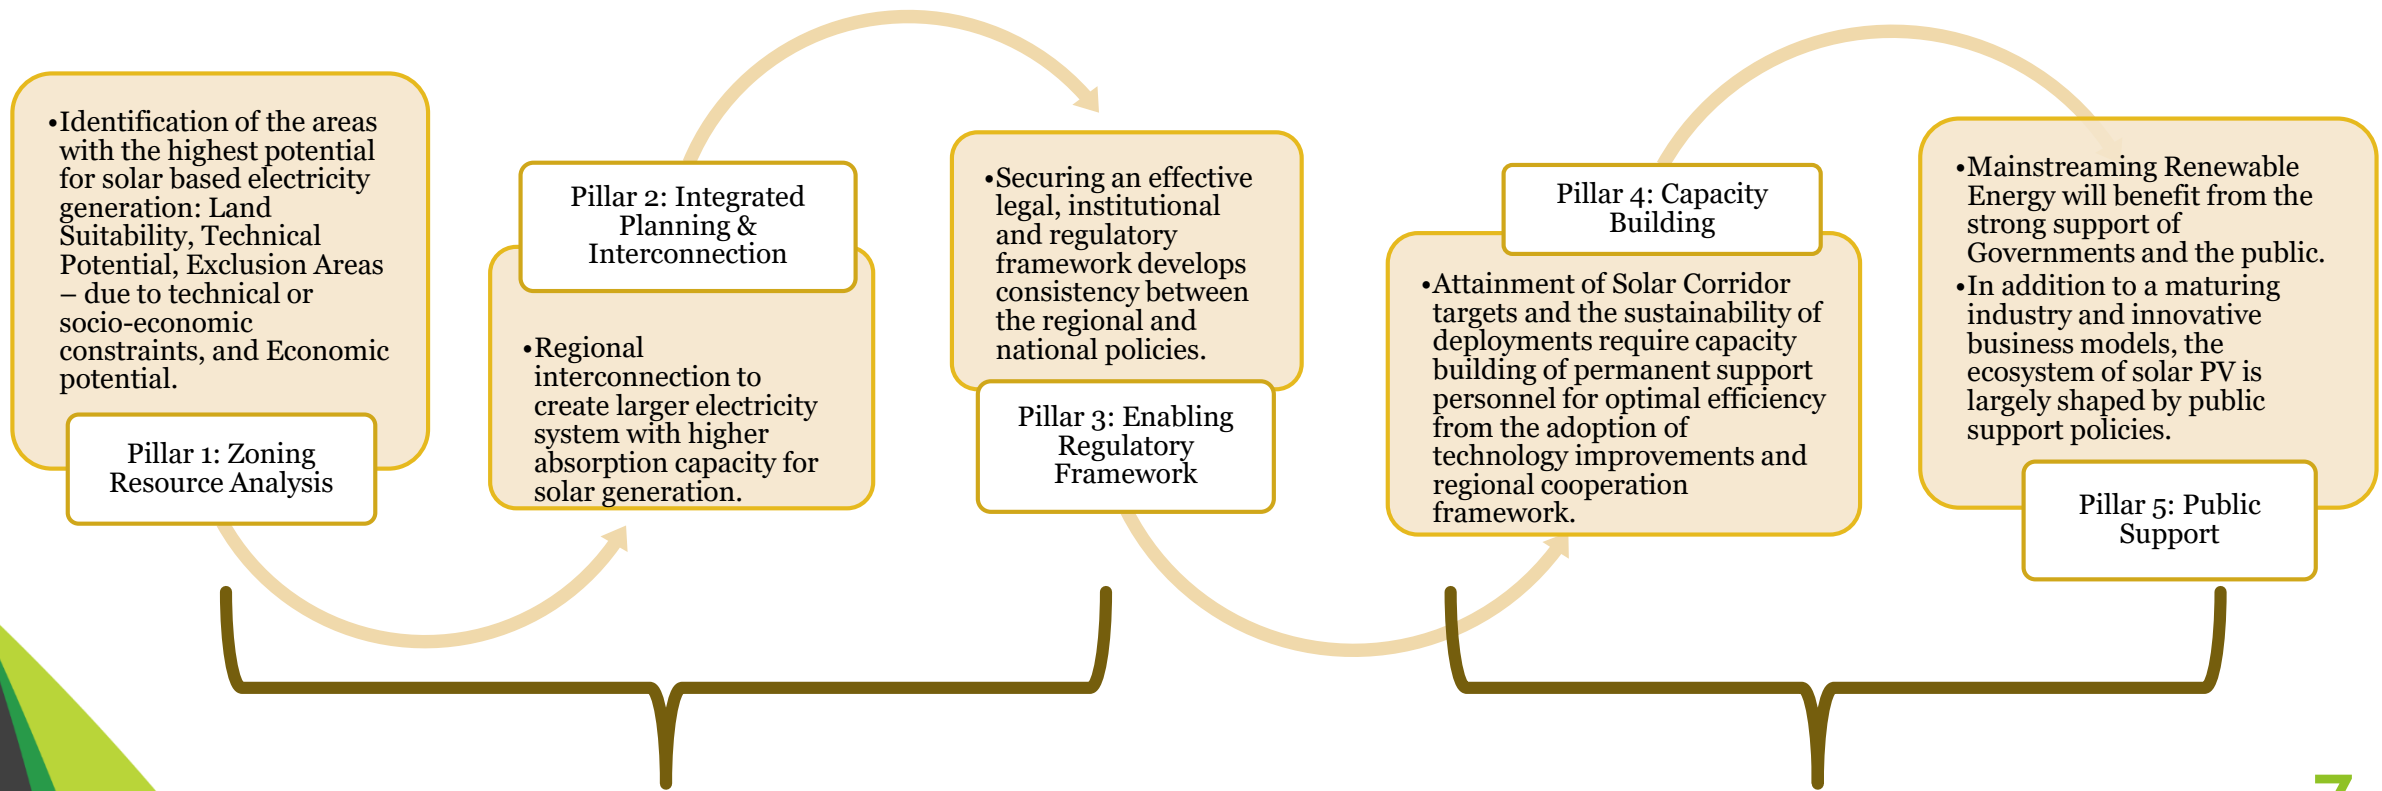 •Identification of the areas
with the highest potential
for solar based electricity
generation: Land
Suitability, Technical
Potential, Exclusion Areas
– due to technical or
socio-economic
constraints, and Economic
potential.
Pillar 1: Zoning
Resource Analysis
Pillar 2: Integrated
Planning &
Interconnection
•Regional
interconnection to
create larger electricity
system with higher
absorption capacity for
solar generation.
•Securing an effective
legal, institutional
and regulatory
framework develops
consistency between
the regional and
national policies.
Pillar 3: Enabling
Regulatory
Framework
Pillar 4: Capacity
Building
•Attainment of Solar Corridor
targets and the sustainability of
deployments require capacity
building of permanent support
personnel for optimal efficiency
from the adoption of
technology improvements and
regional cooperation
framework.
•Mainstreaming Renewable
Energy will benefit from the
strong support of
Governments and the public.
•In addition to a maturing
industry and innovative
business models, the
ecosystem of solar PV is
largely shaped by public
support policies.
Pillar 5: Public
Support